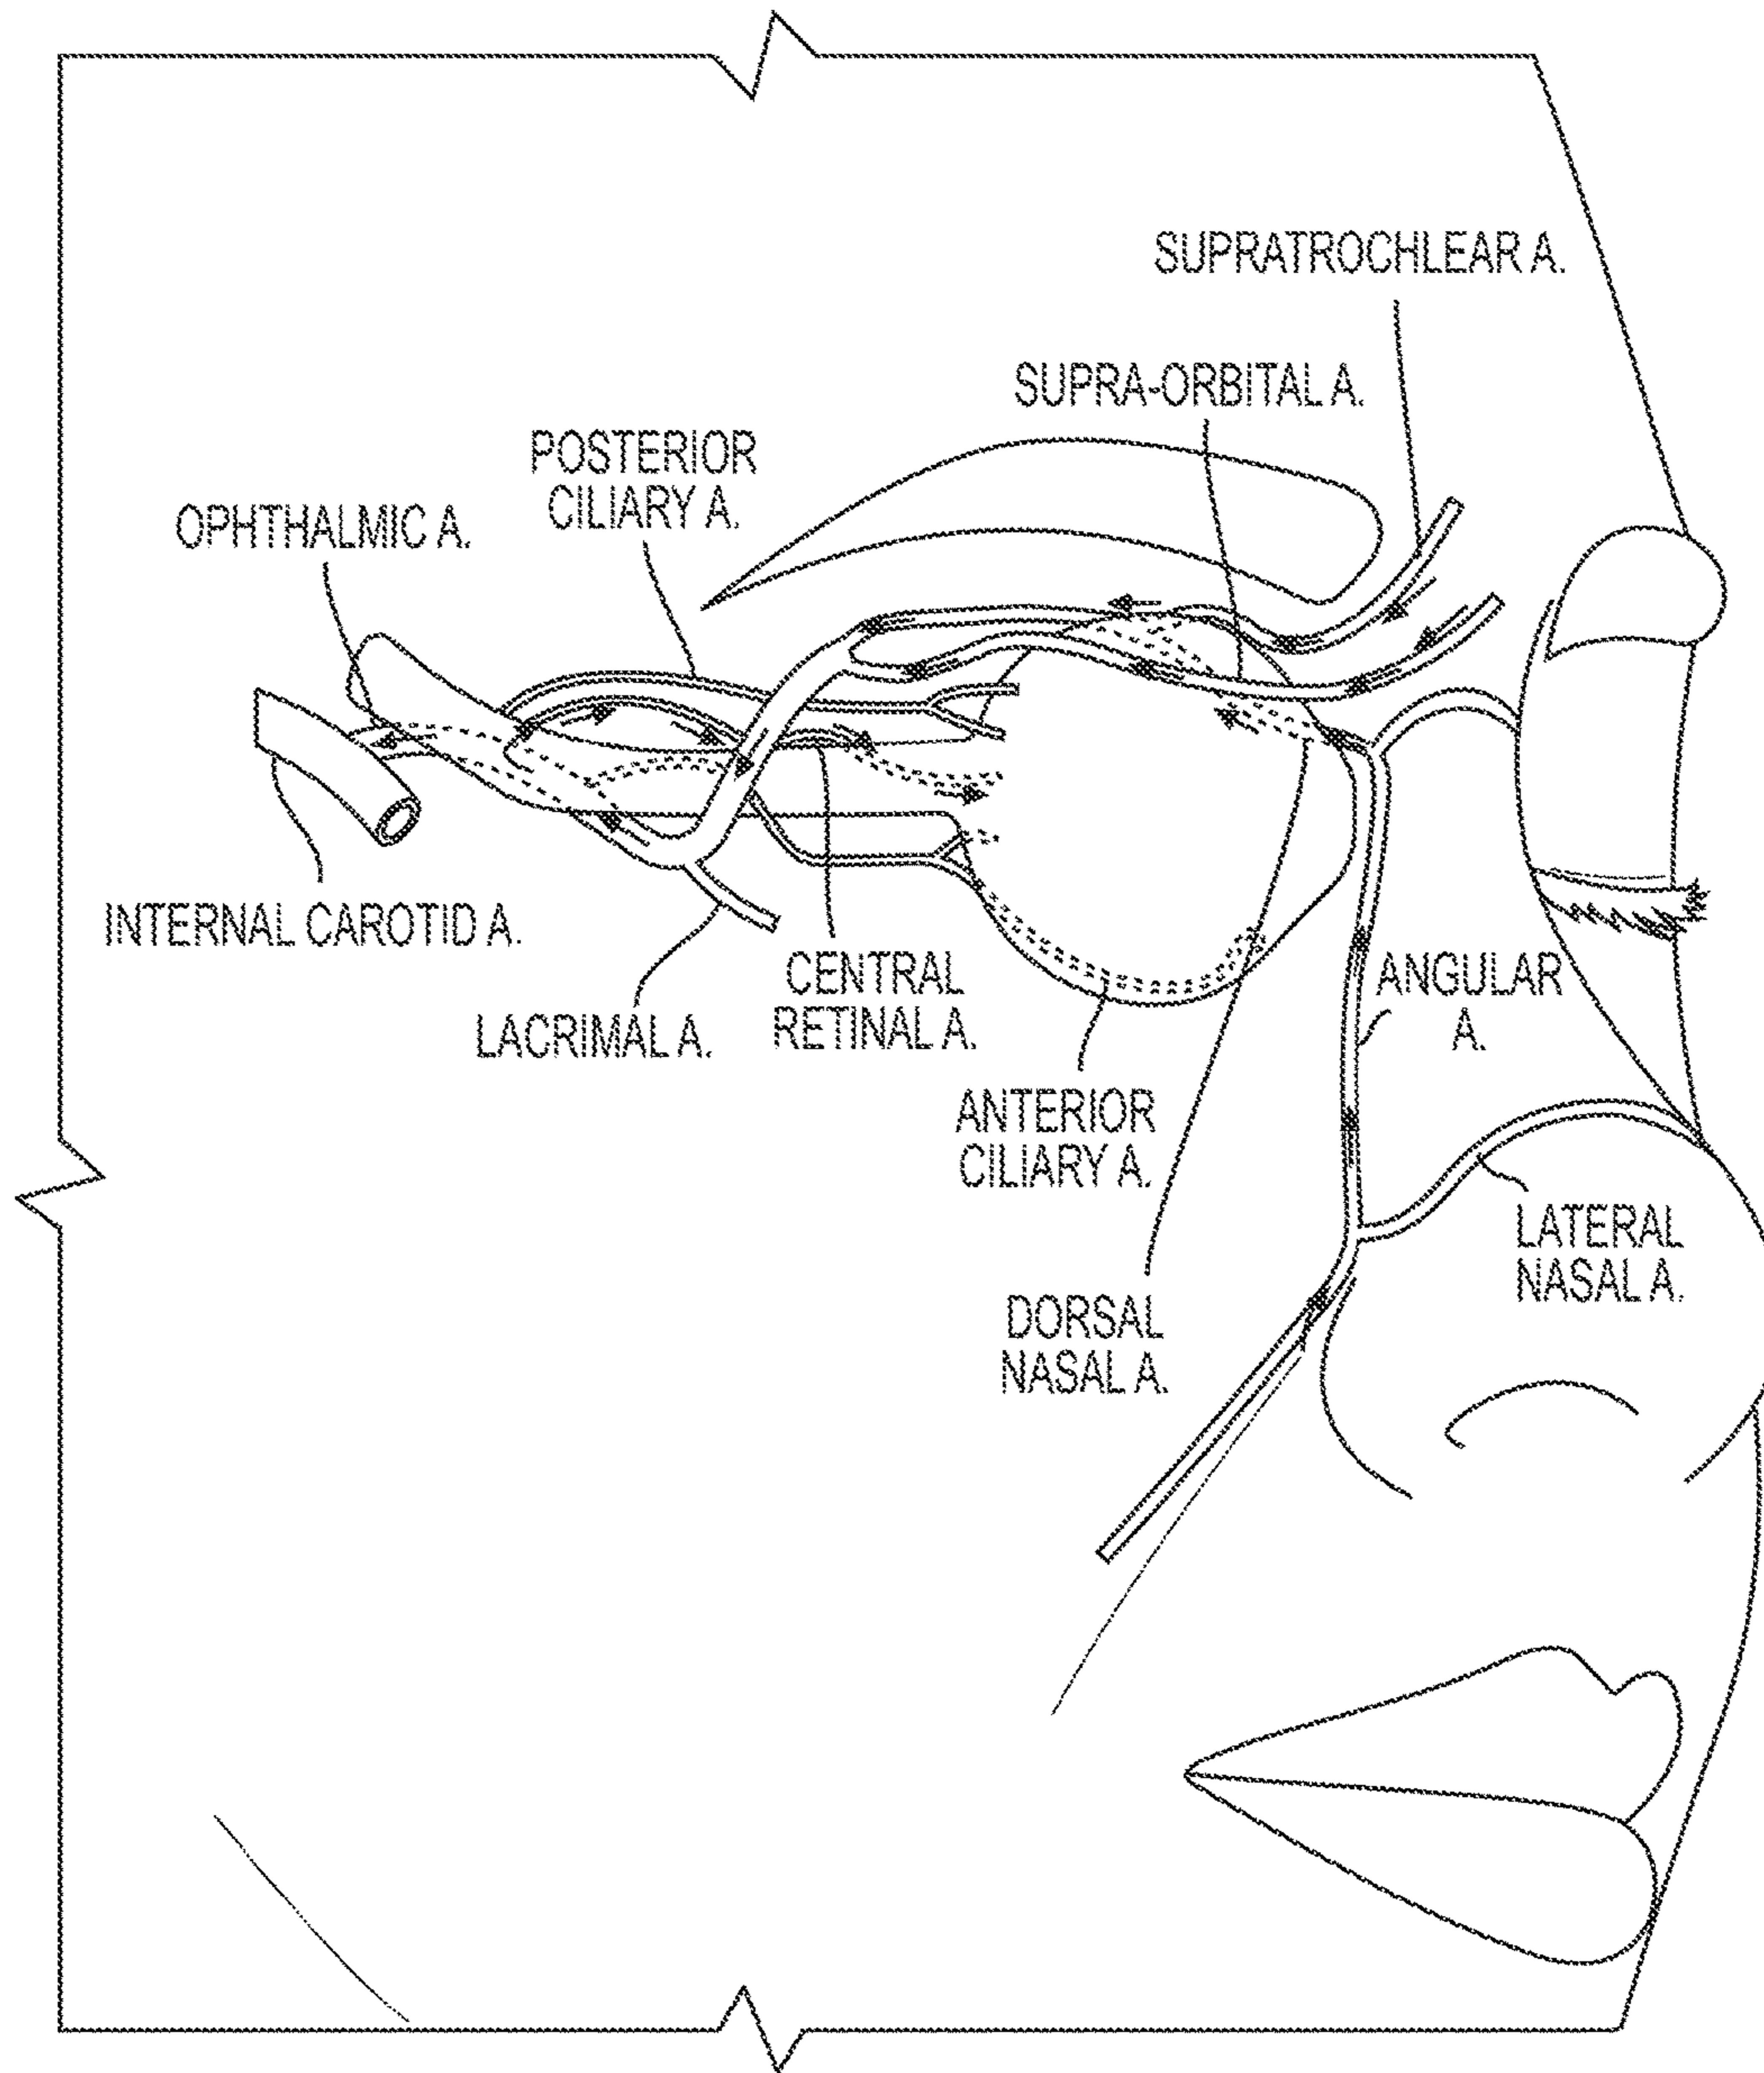 SUPRATROCHLEAR A.
SUPRA-ORBITAL A.
POSTERIOR
CILIARY A.
OPHTHALMIC A.
INTERNAL CAROTID A.
LACRIMAL A.
CENTRAL
RETINAL A.
ANGULAR
A.
ANTERIOR
CILIARY A.
LATERAL
NASAL A.
DORSAL
NASAL A.